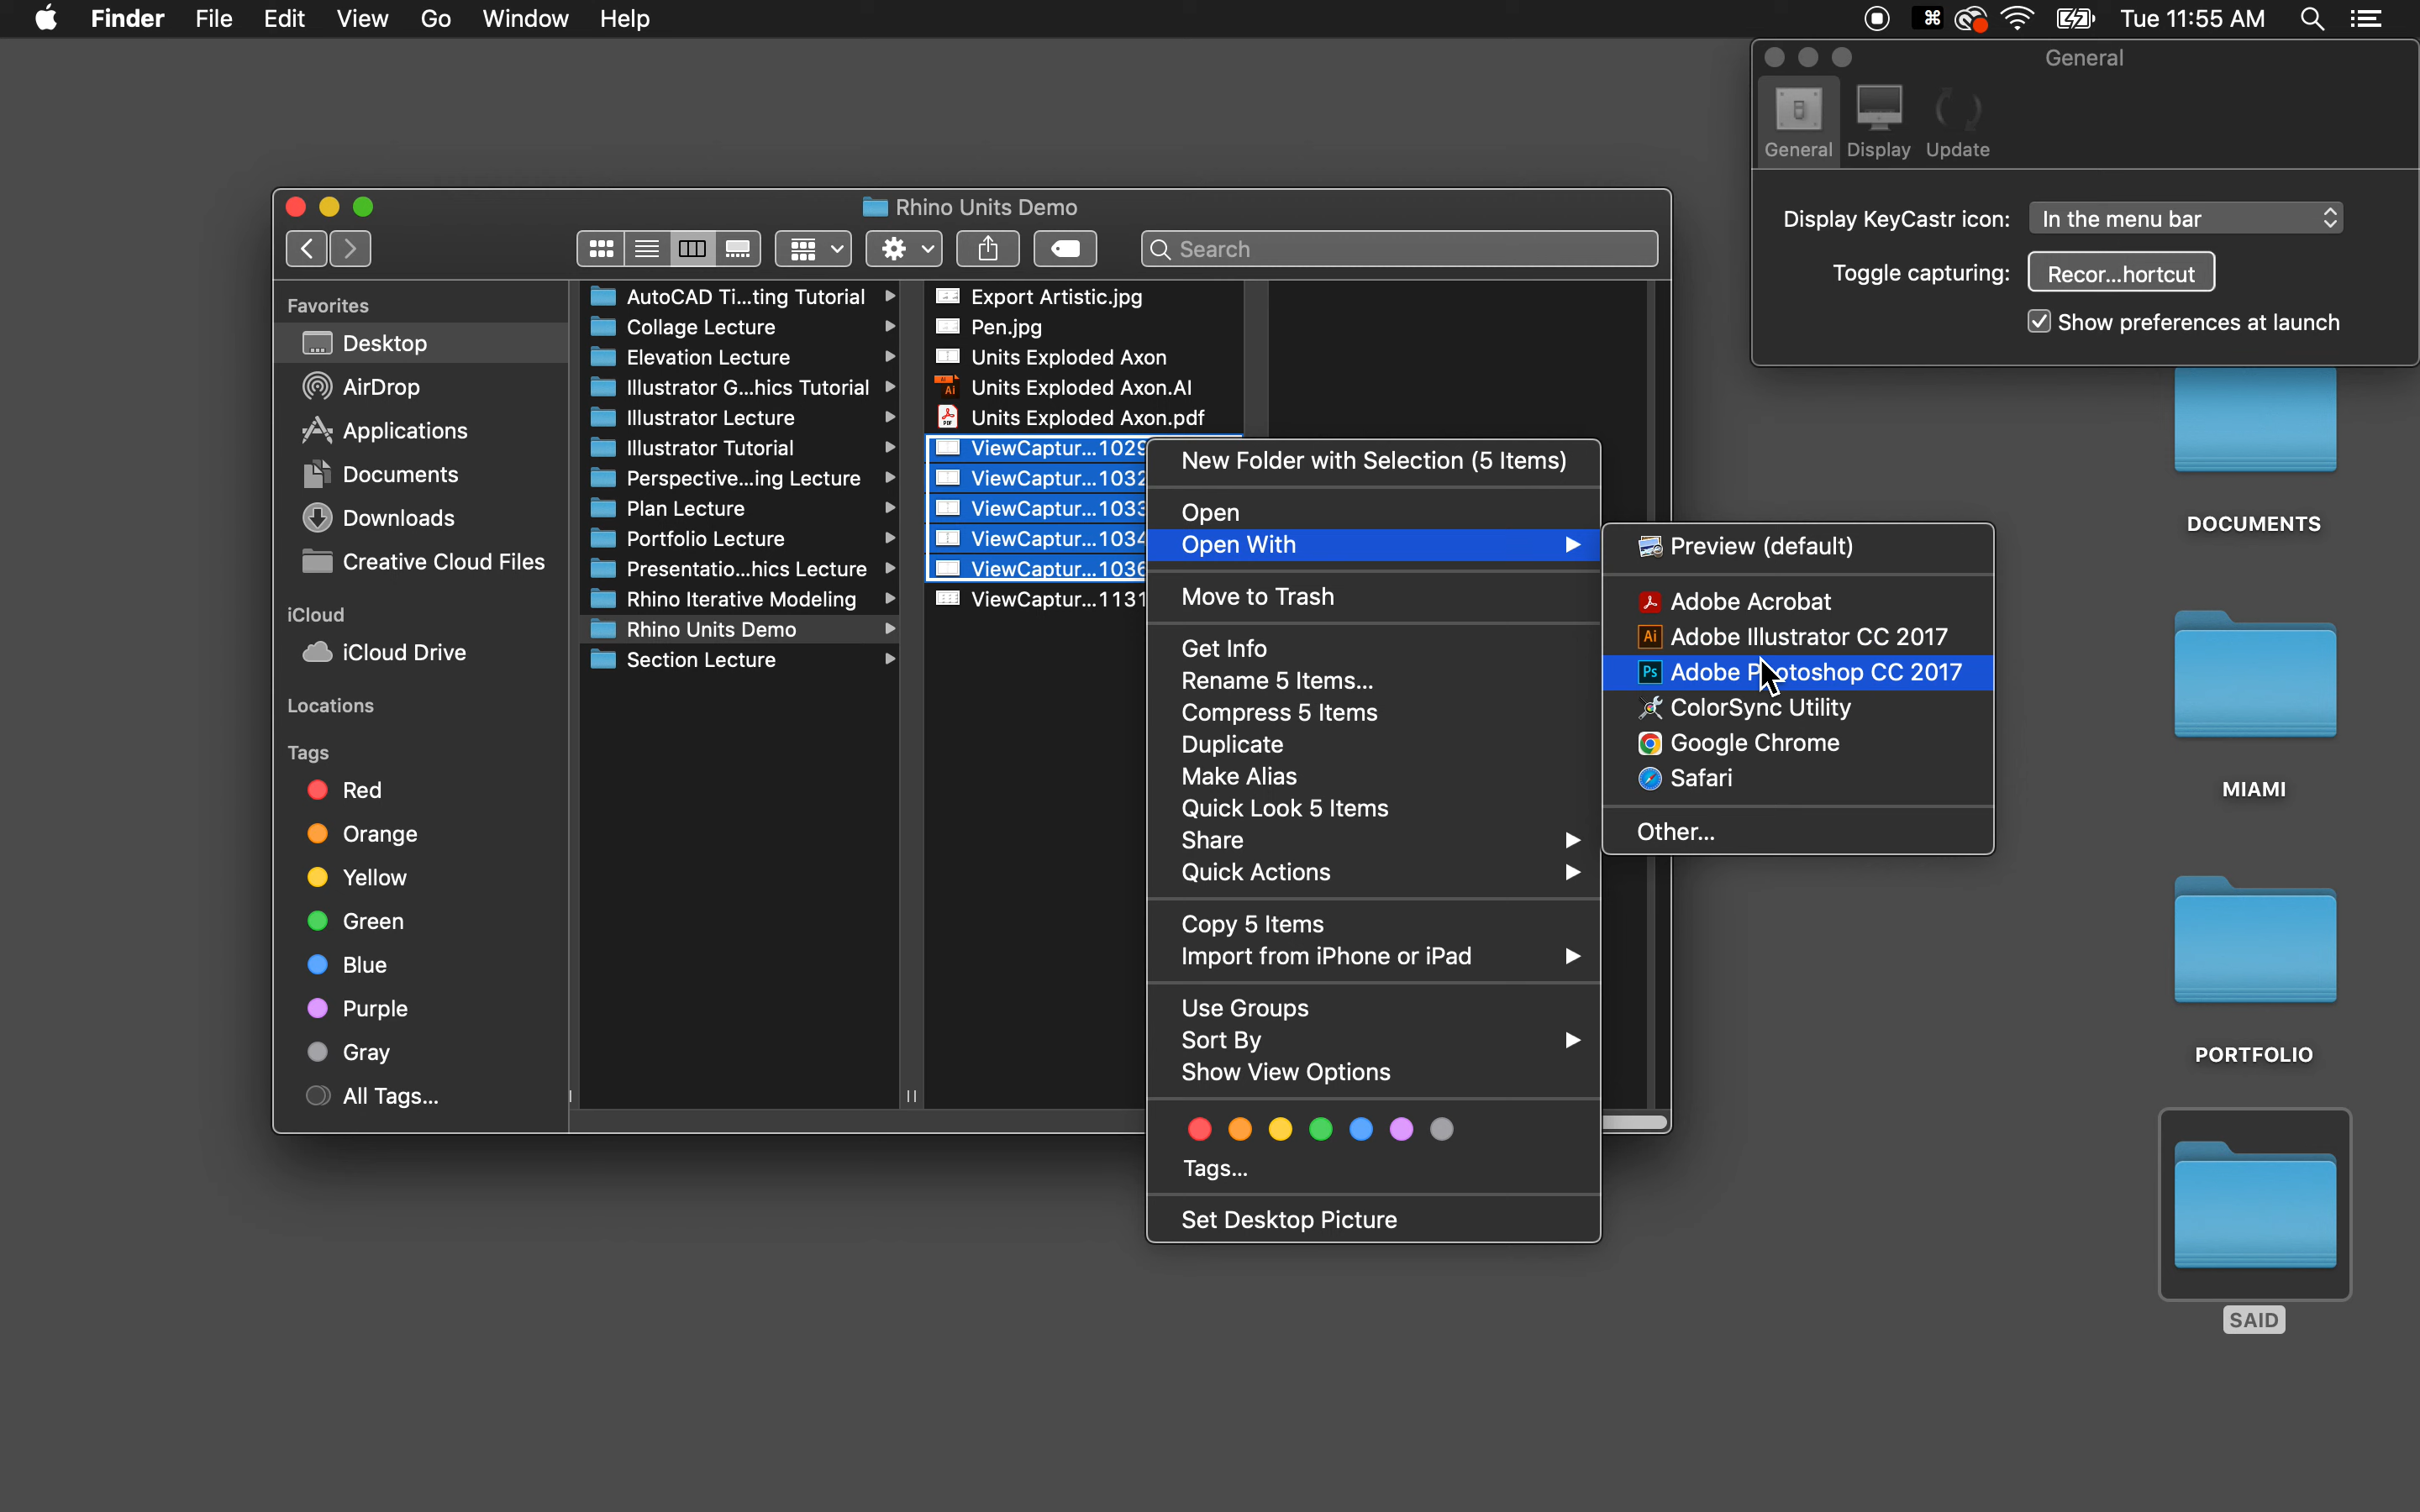 Finder File Edit View Go Window Help
Tue 11:55 AM
General
General Display Update
Display KeyCastr icon: In the menu bar
Toggle capturing: Recor...hortcut
Show preferences at launch
Rhino Units Demo
Search
Favorites
Desktop
AirDrop
Applications
Documents
Downloads
Creative Cloud Files
iCloud
iCloud Drive
Locations
Tags
Red
Orange
Yellow
Green
Blue
Purple
Gray
All Tags...
AutoCAD Ti...ting Tutorial
Collage Lecture
Elevation Lecture
Illustrator G...hics Tutorial
Illustrator Lecture
Illustrator Tutorial
Perspective...ing Lecture
Plan Lecture
Portfolio Lecture
Presentatio...hics Lecture
Rhino Iterative Modeling
Rhino Units Demo
Section Lecture
Export Artistic.jpg
Pen.jpg
Units Exploded Axon
Units Exploded Axon.AI
Units Exploded Axon.pdf
ViewCaptur...1029
ViewCaptur...1032
ViewCaptur...1033
ViewCaptur...1034
ViewCaptur...1036
ViewCaptur...1131
New Folder with Selection (5 Items)
Open
Open With
Move to Trash
Get Info
Rename 5 Items...
Compress 5 Items
Duplicate
Make Alias
Quick Look 5 Items
Share
Quick Actions
Copy 5 Items
Import from iPhone or iPad
Use Groups
Sort By
Show View Options
Tags...
Set Desktop Picture
Preview (default)
Adobe Acrobat
Ai Adobe Illustrator CC 2017
Ps Adobe Photoshop CC 2017
ColorSync Utility
Google Chrome
Safari
Other...
DOCUMENTS
MIAMI
PORTFOLIO
SAID